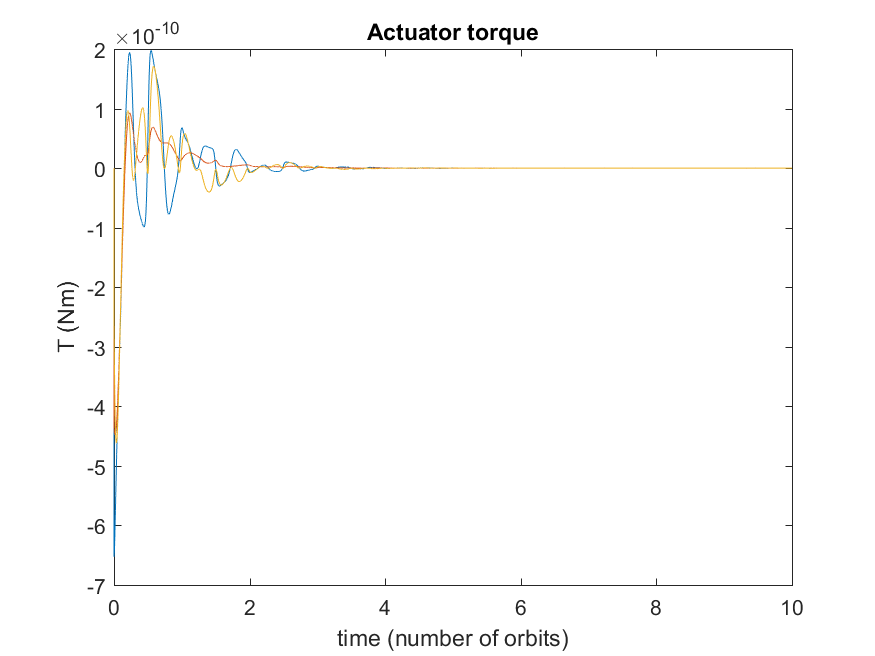 Actuator torque
×10-10
2
1
0
-1
-2
-3
-4
-5
-6
-7
T (Nm)
0 2 4 6 8 10
time (number of orbits)